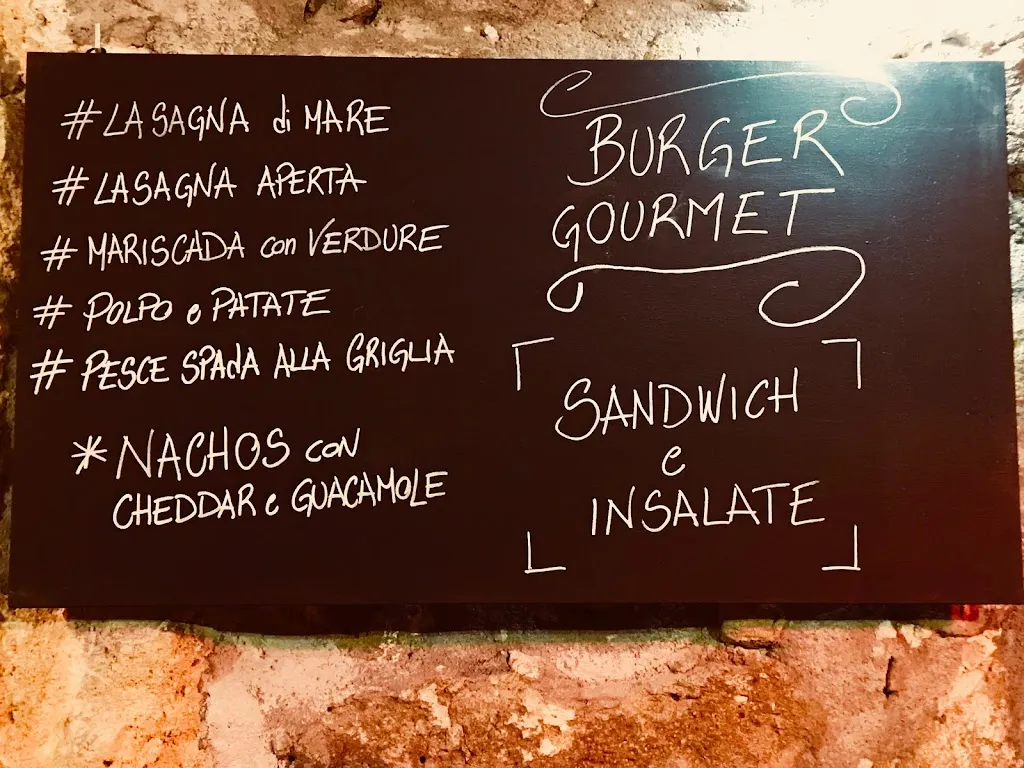 #LASAGNA di MARE
#LASAGNA APERTA
# MARISCADA con VERDURE
# POLPO e PATATE
# PESCE SPADA ALLA GRIGLIA
* NACHOS CON
CHEDDAR e GUACAMOLE
BURGER
GOURMET
SANDWICH
e
INSALATE